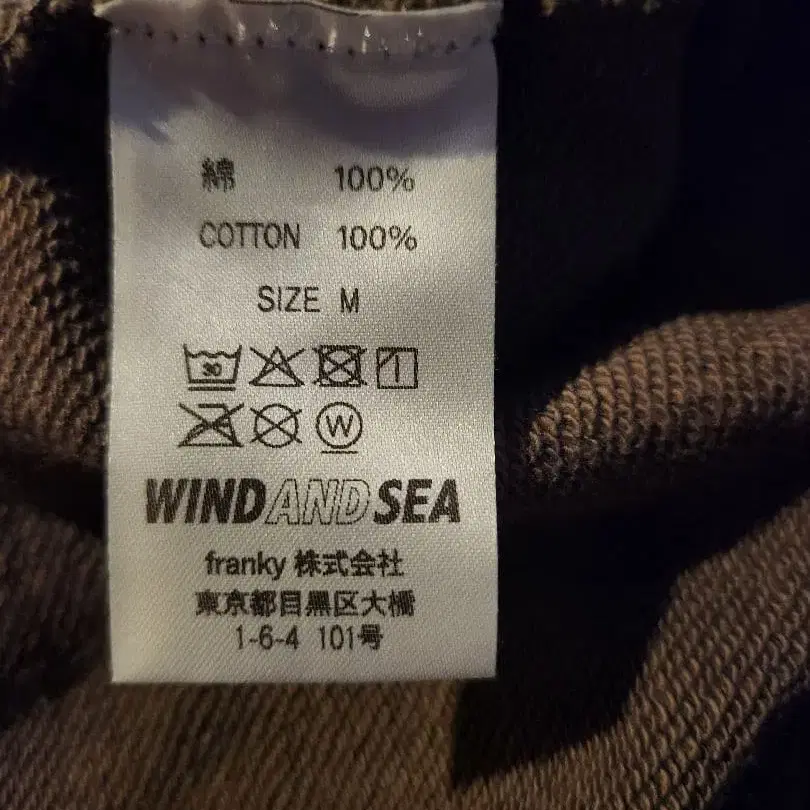 綿 100%
COTTON 100%
SIZE M
30
W
WINDANDSEA
franky 株式会社
東京都目黒区大橋
1-6-4 101号